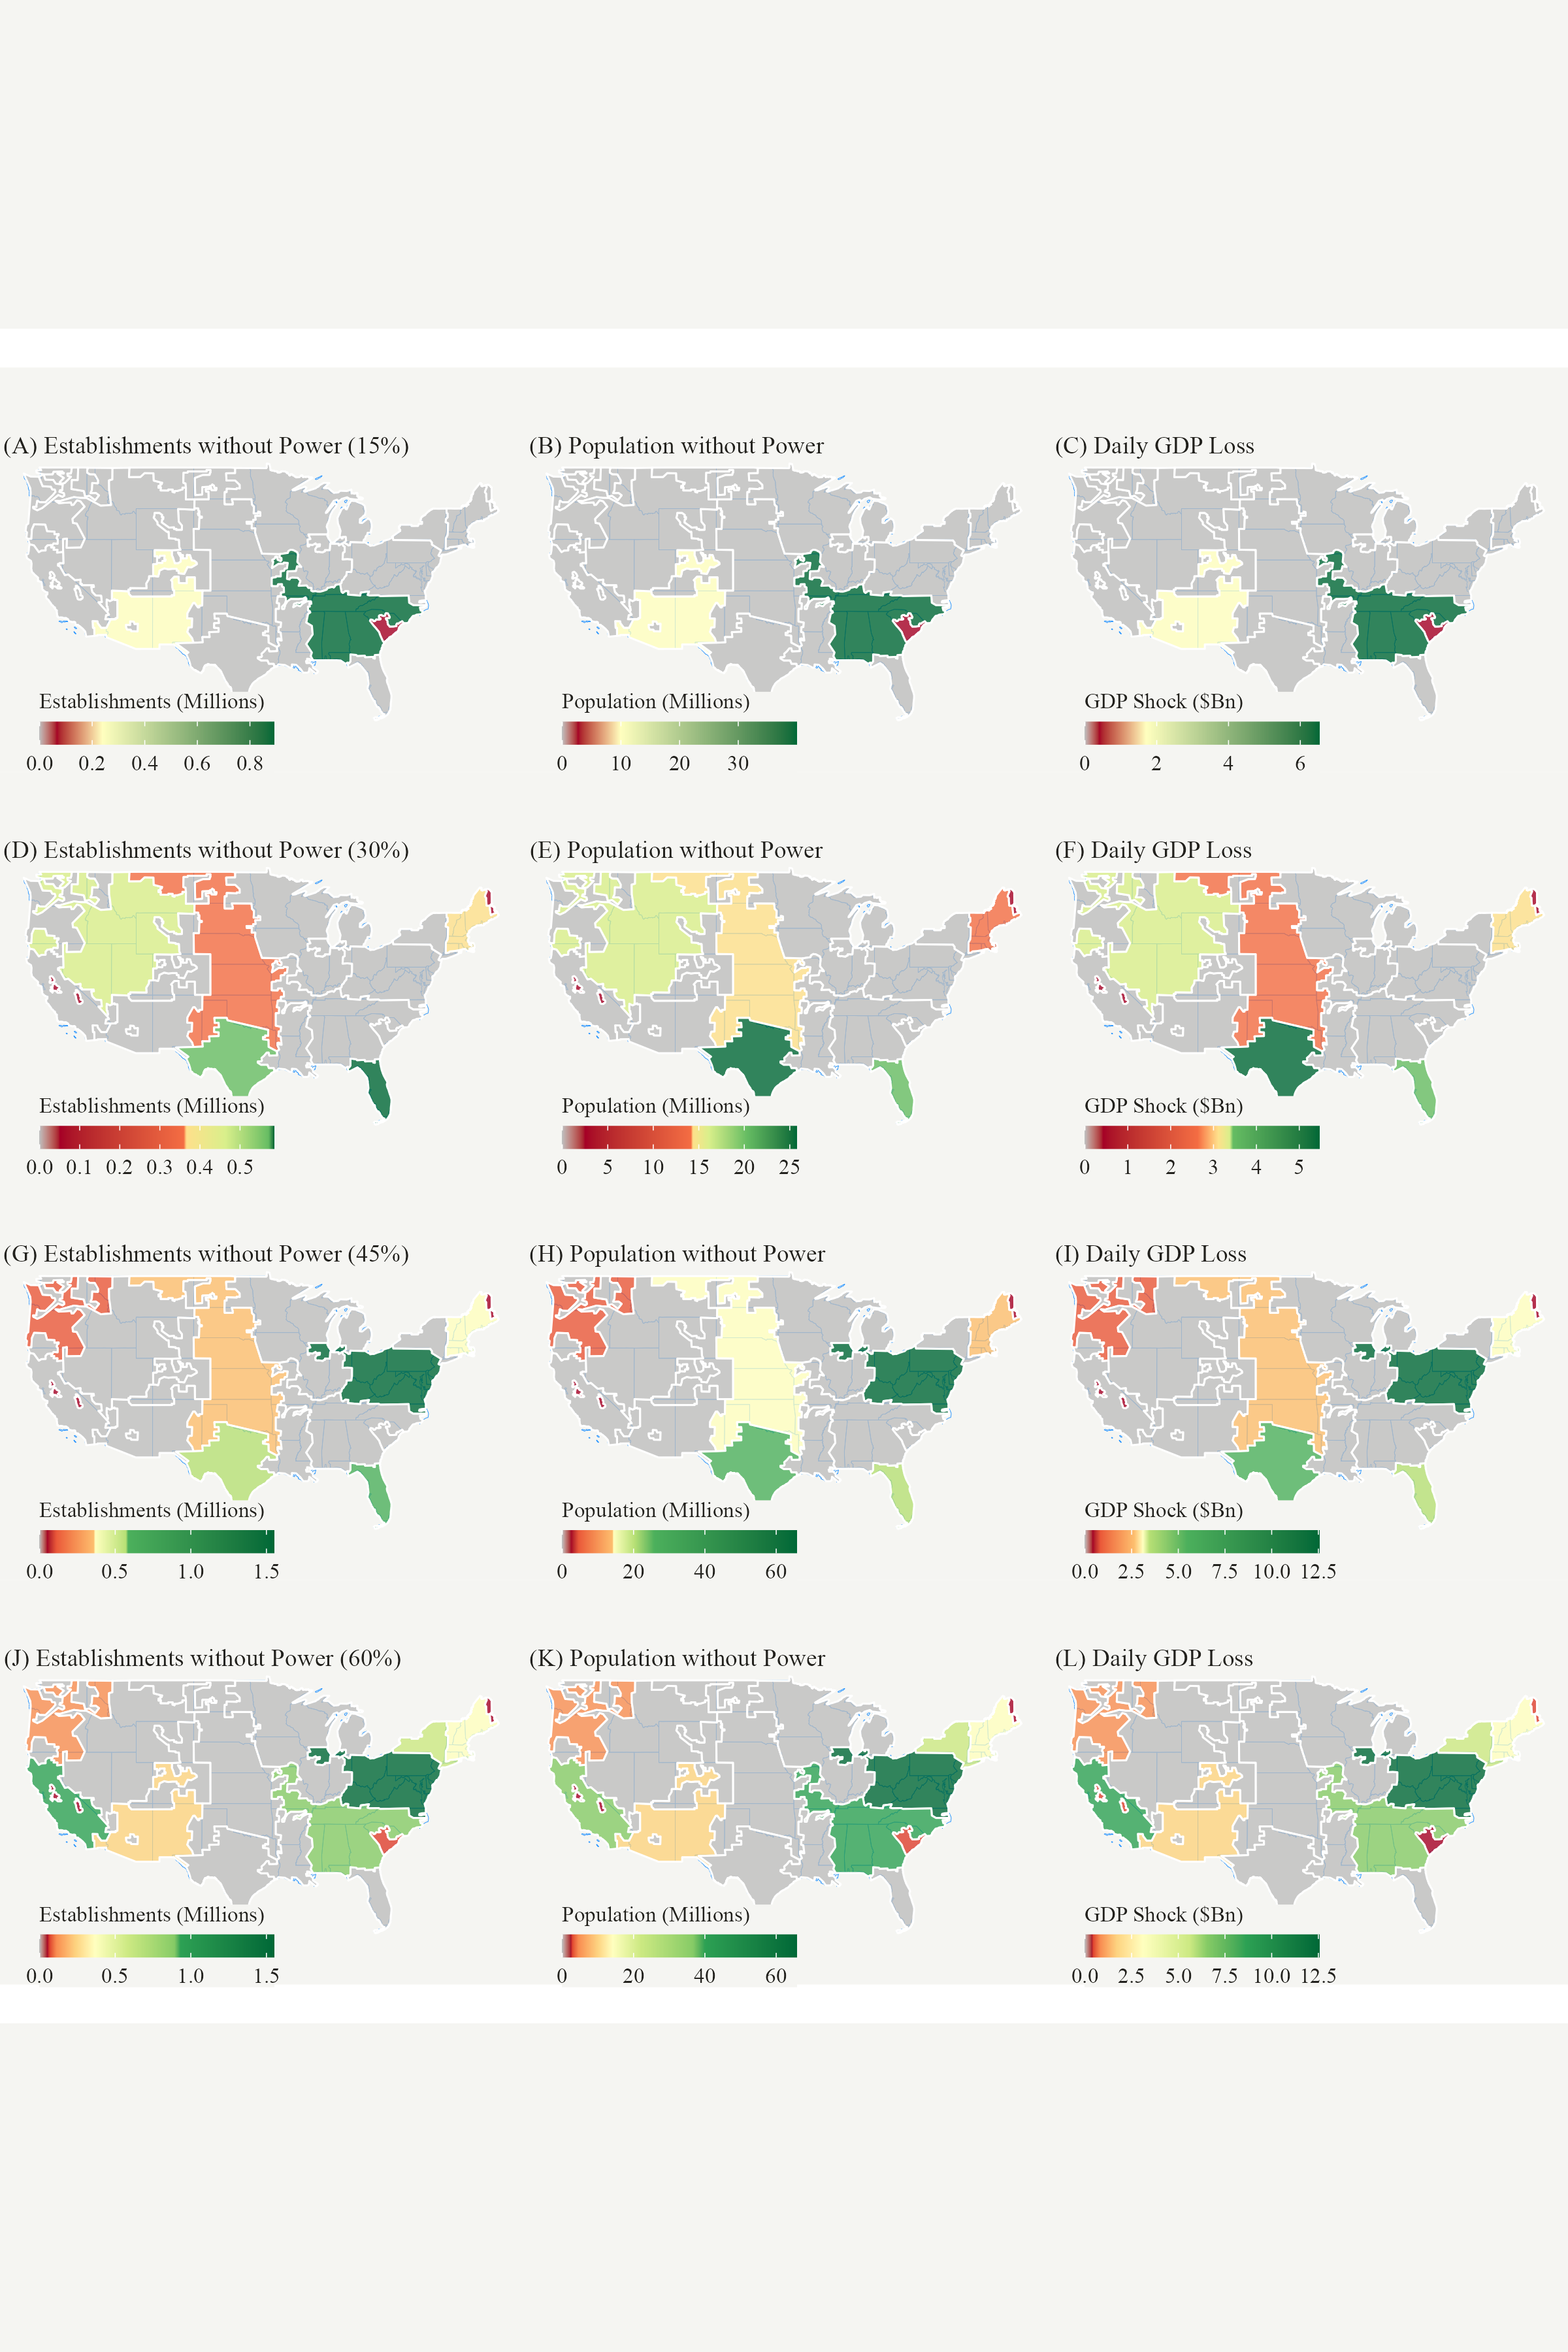 (A) Establishments without Power (15%)
(B) Population without Power
(C) Daily GDP Loss
Establishments (Millions)
Population (Millions)
GDP Shock ($Bn)
0.0 0.2 0.4 0.6 0.8
0 10 20 30
0 2 4 6
(D) Establishments without Power (30%)
(E) Population without Power
(F) Daily GDP Loss
Establishments (Millions)
Population (Millions)
GDP Shock ($Bn)
0.0 0.1 0.2 0.3 0.4 0.5
0 5 10 15 20 25
0 1 2 3 4 5
(G) Establishments without Power (45%)
(H) Population without Power
(I) Daily GDP Loss
Establishments (Millions)
Population (Millions)
GDP Shock ($Bn)
0.0 0.5 1.0 1.5
0 20 40 60
0.0 2.5 5.0 7.5 10.0 12.5
(J) Establishments without Power (60%)
(K) Population without Power
(L) Daily GDP Loss
Establishments (Millions)
Population (Millions)
GDP Shock ($Bn)
0.0 0.5 1.0 1.5
0 20 40 60
0.0 2.5 5.0 7.5 10.0 12.5